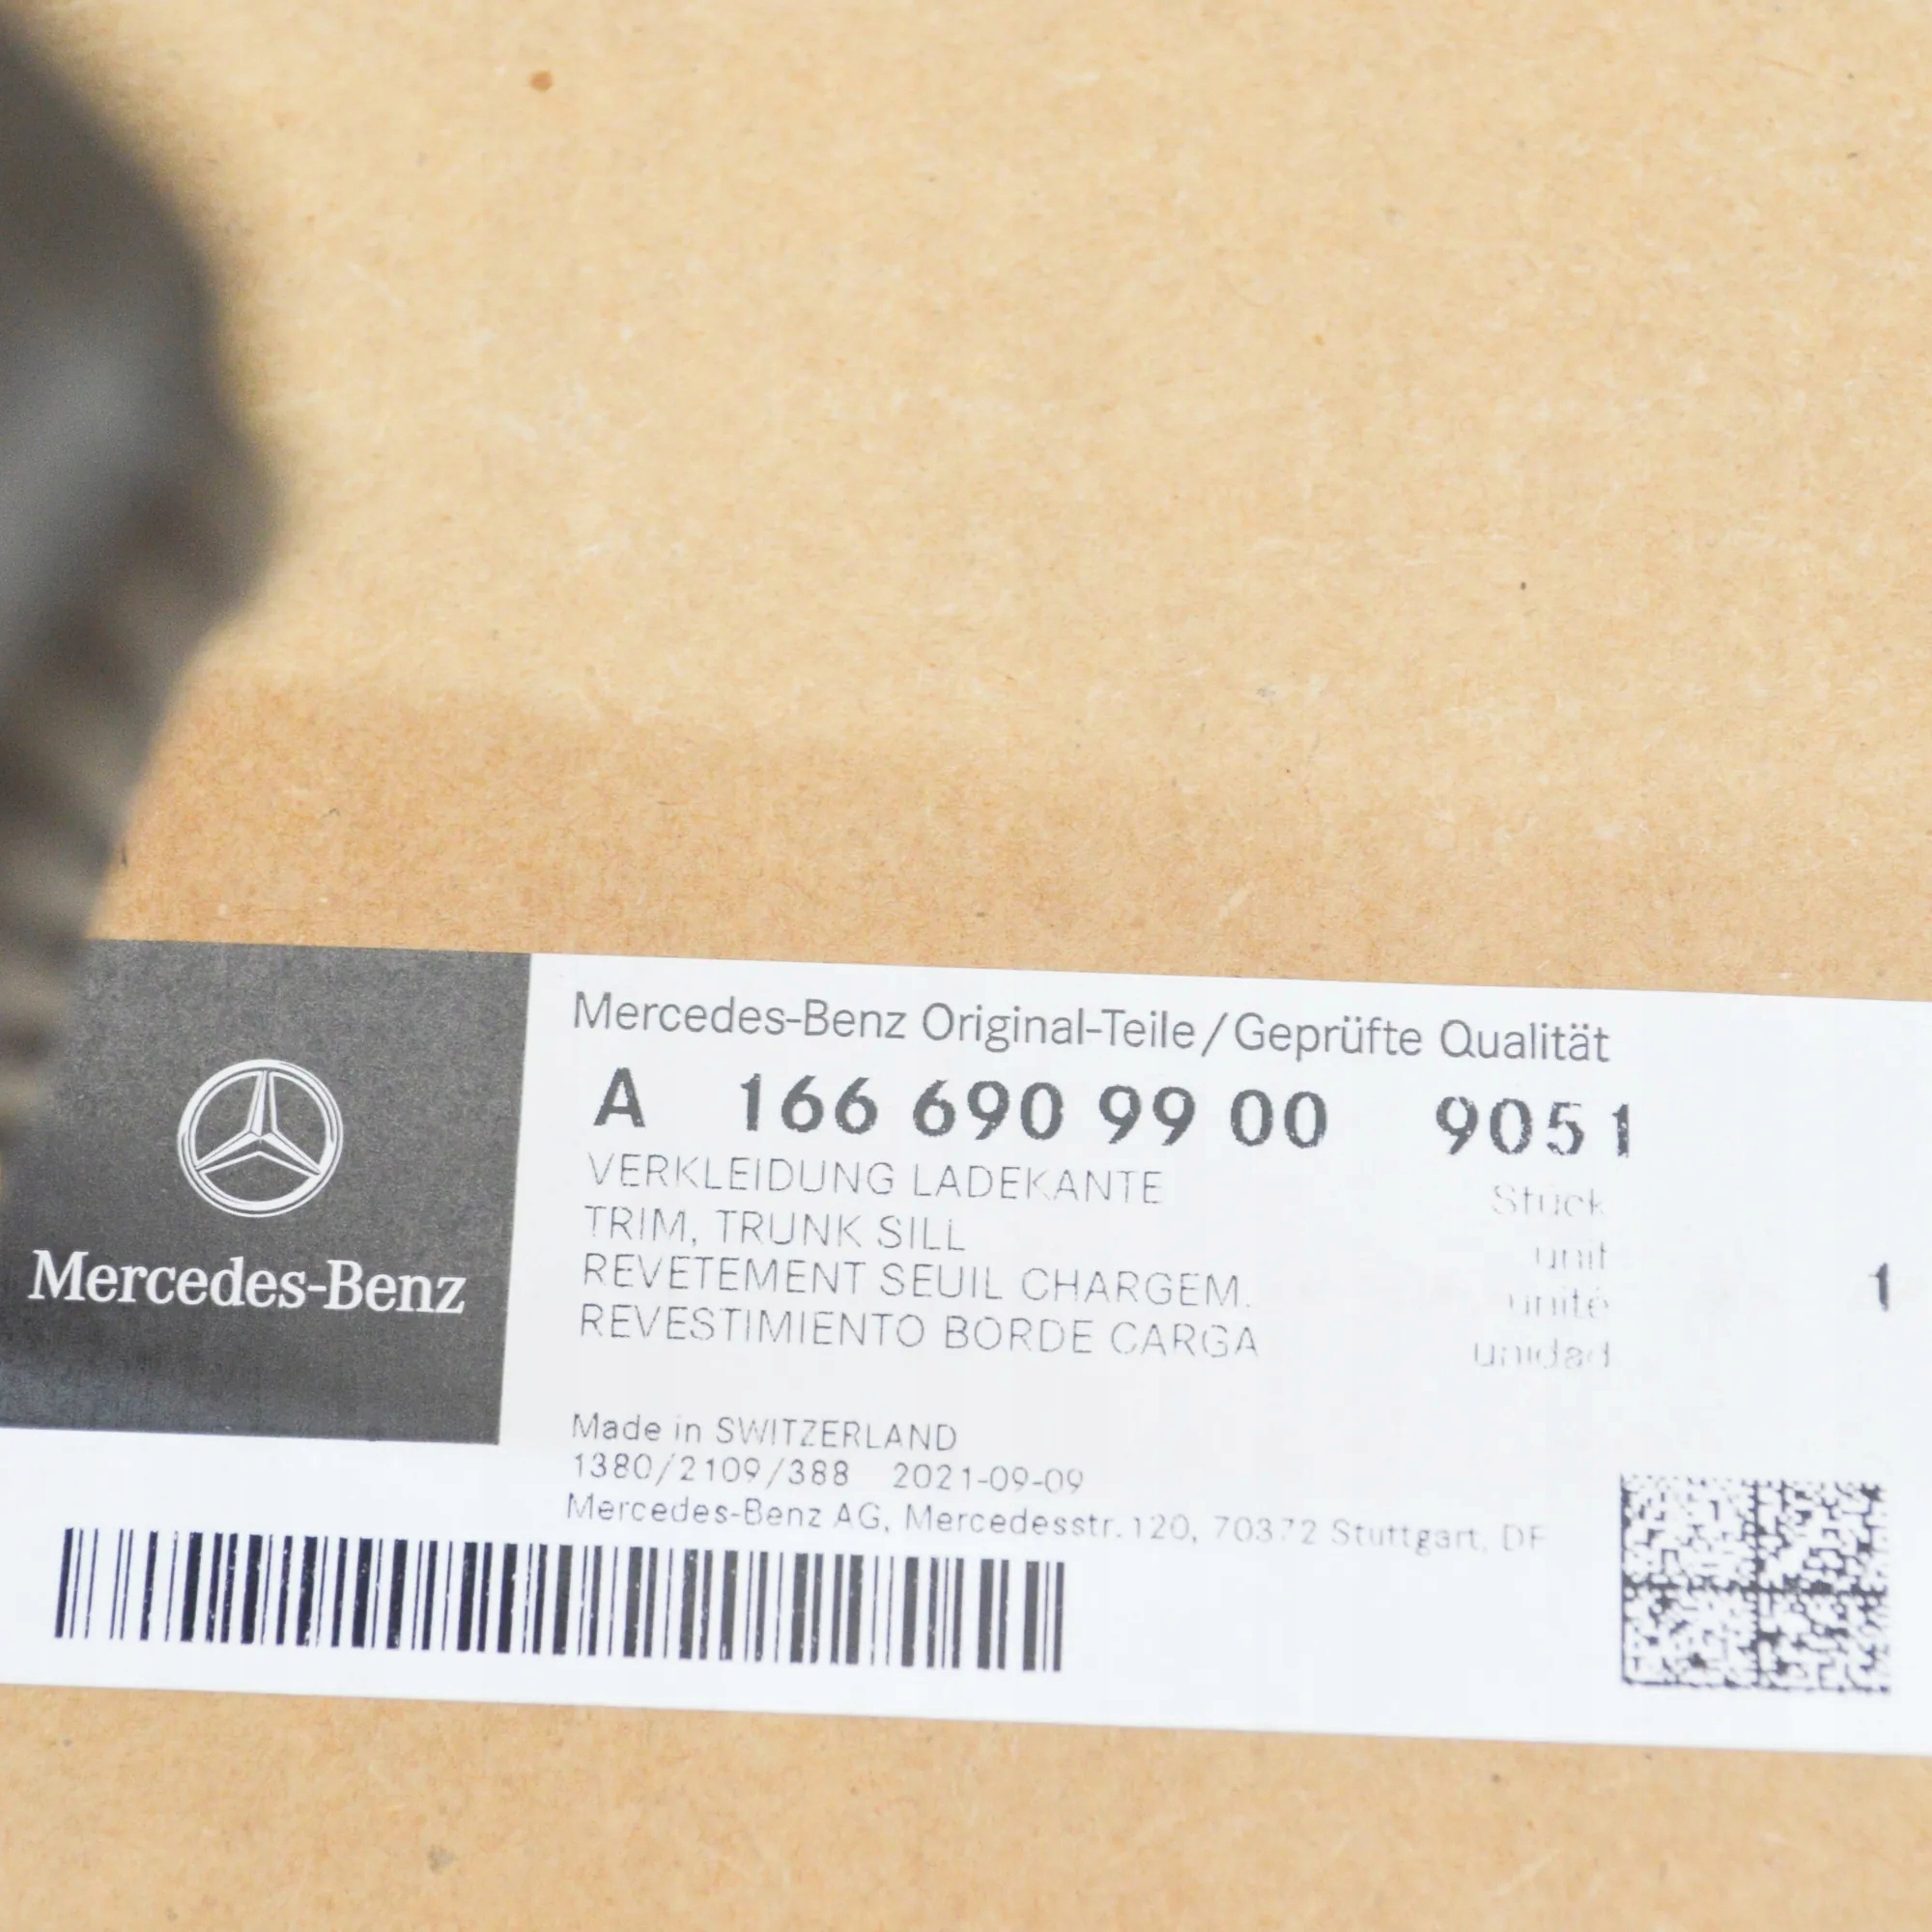 Mercedes-Benz
Mercedes-Benz Original-Teile/Geprüfte Qualität
A 166 690 99 00 9051
VERKLEIDUNG LADEKANTE
TRIM, TRUNK SILL
REVETEMENT SEUIL CHARGEM.
REVESTIMIENTO BORDE CARGA
Stück
unit
unité
unidad
1
Made in SWITZERLAND
1380/2109/388 2021-09-09
Mercedes-Benz AG, Mercedesstr.120, 70372 Stuttgart,